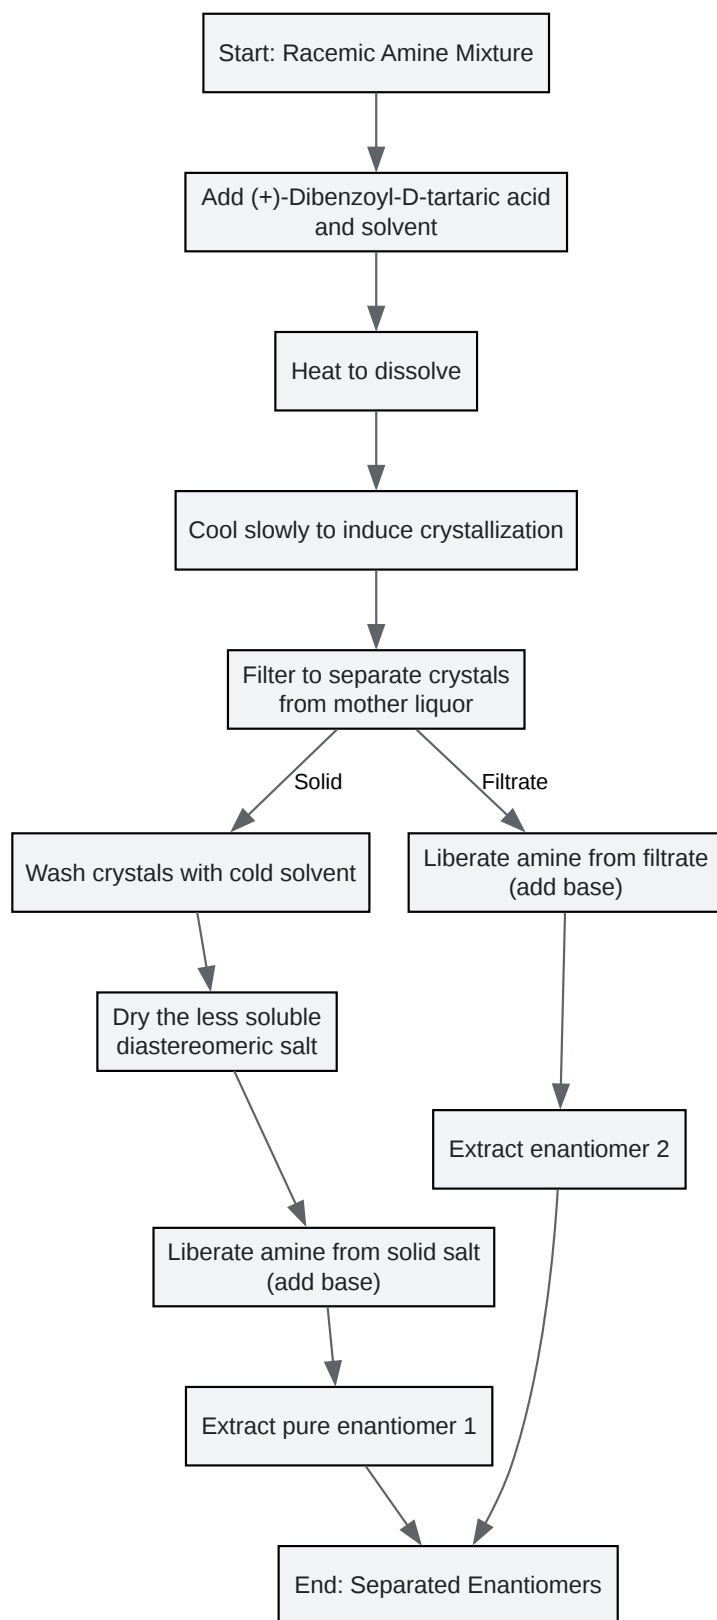 Start: Racemic Amine Mixture
Add (+)-Dibenzoyl-D-tartaric acid
and solvent
Heat to dissolve
Cool slowly to induce crystallization
Filter to separate crystals
from mother liquor
Solid
Filtrate
Wash crystals with cold solvent
Liberate amine from filtrate
(add base)
Dry the less soluble
diastereomeric salt
Extract enantiomer 2
Liberate amine from solid salt
(add base)
Extract pure enantiomer 1
End: Separated Enantiomers